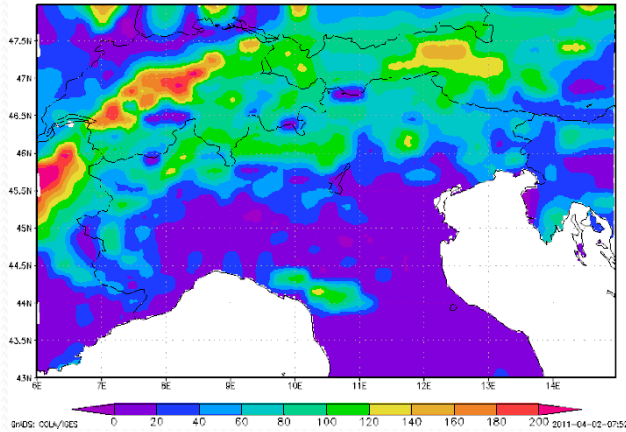 47.5N
47N
46.5N
46N
45.5N
45N
44.5N
44N
43.5N
43N
6E 7E 8E 9E 10E 11E 12E 13E 14E
0 20 40 60 80 100 120 140 160 180 200
GrADS: COLA/IGES 2011-04-02-07:52